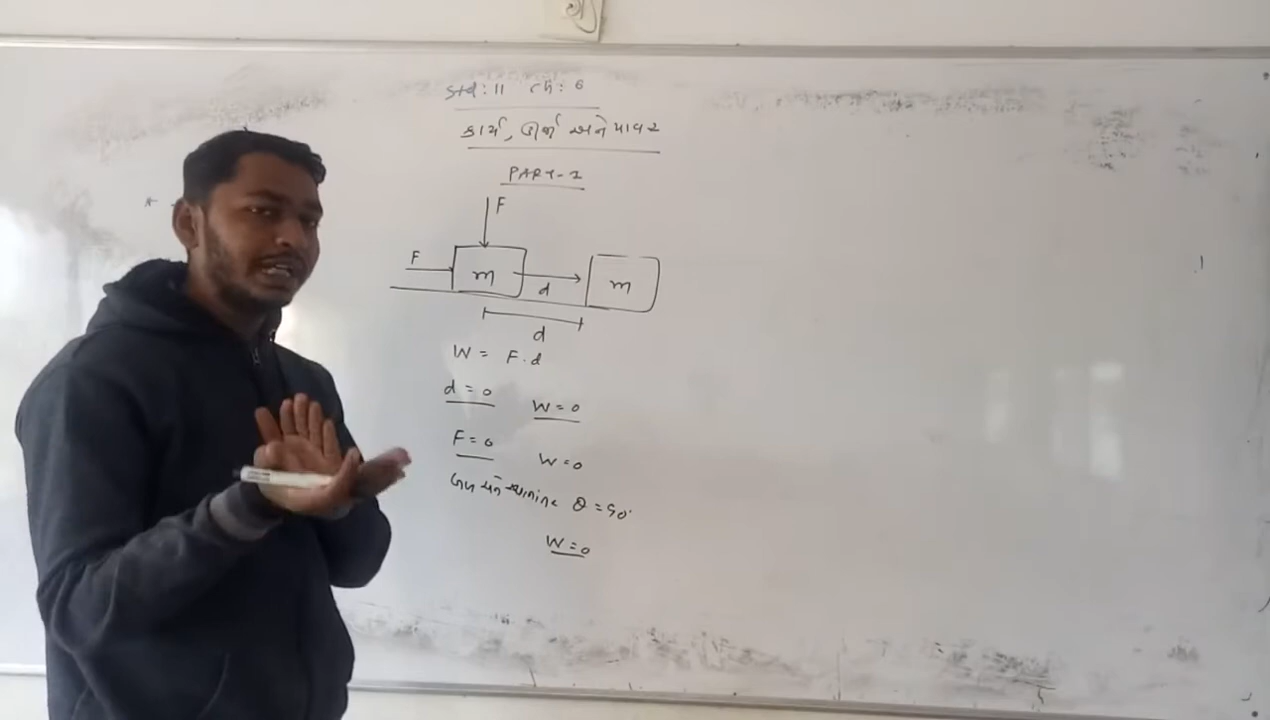 Std: 11 Ch: 6
કાર્ય, ઊર્જા અને પાવર
PART-1
F
F
m
d
m
d
W = F.d
d = 0
W = 0
F = 0
W = 0
બળ અને સ્થાનાંતર θ = 90°
W = 0